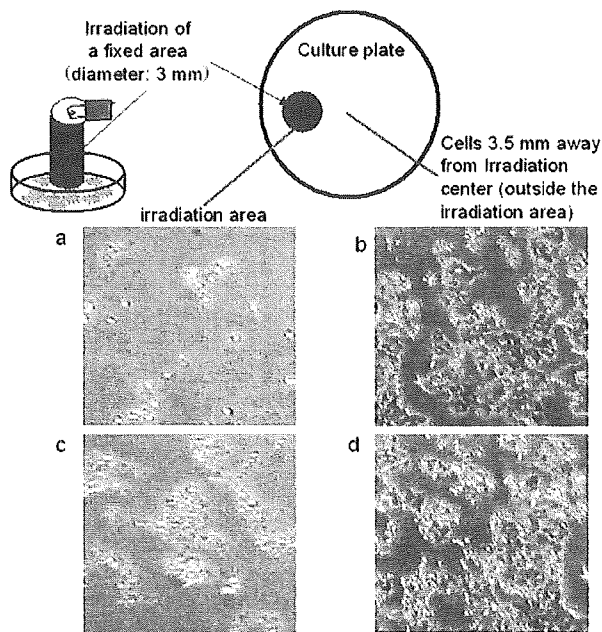 Irradiation of
a fixed area
(diameter: 3 mm)
Culture plate
Cells 3.5 mm away
from Irradiation
center (outside the
irradiation area)
irradiation area
a
b
c
d